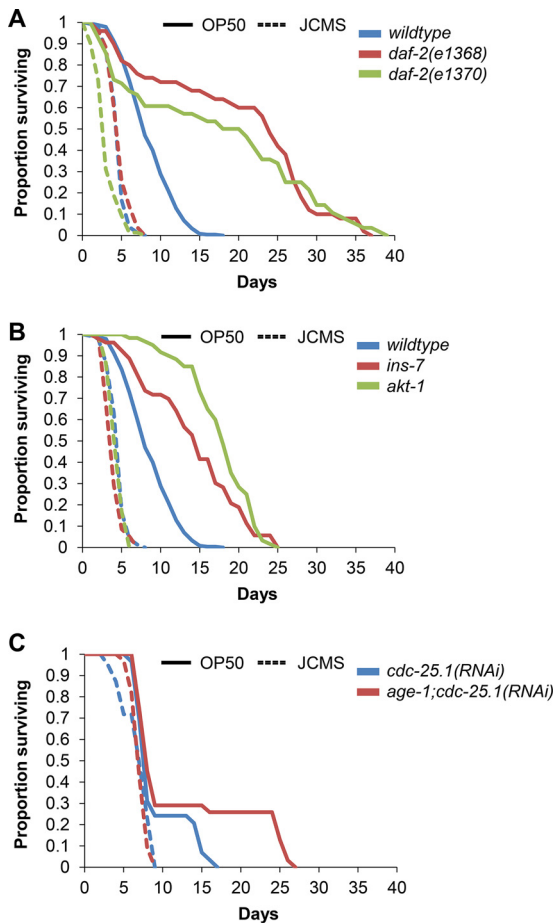 A
OP50 JCMS
wildtype
daf-2(e1368)
daf-2(e1370)
Proportion surviving
1
0.9
0.8
0.7
0.6
0.5
0.4
0.3
0.2
0.1
0
0 5 10 15 20 25 30 35 40
Days
B
OP50 JCMS
wildtype
ins-7
akt-1
Proportion surviving
1
0.9
0.8
0.7
0.6
0.5
0.4
0.3
0.2
0.1
0
0 5 10 15 20 25 30 35 40
Days
C
OP50 JCMS
cdc-25.1(RNAi)
age-1;cdc-25.1(RNAi)
Proportion surviving
1
0.9
0.8
0.7
0.6
0.5
0.4
0.3
0.2
0.1
0
0 5 10 15 20 25 30 35 40
Days